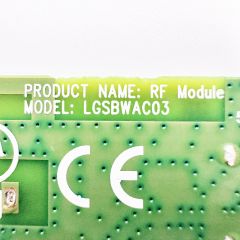 PRODUCT NAME: RF Module
MODEL: LGSBWAC03
CE